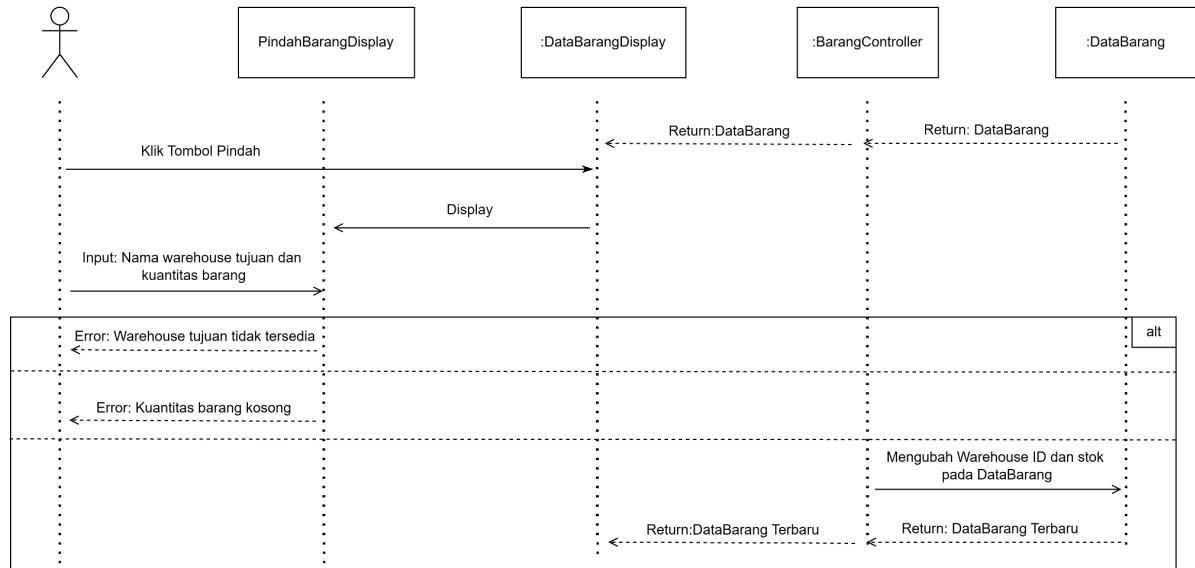 PindahBarangDisplay
:DataBarangDisplay
:BarangController
:DataBarang
Return:DataBarang
Return: DataBarang
Klik Tombol Pindah
Display
Input: Nama warehouse tujuan dan
kuantitas barang
alt
Error: Warehouse tujuan tidak tersedia
Error: Kuantitas barang kosong
Mengubah Warehouse ID dan stok
pada DataBarang
Return:DataBarang Terbaru
Return: DataBarang Terbaru